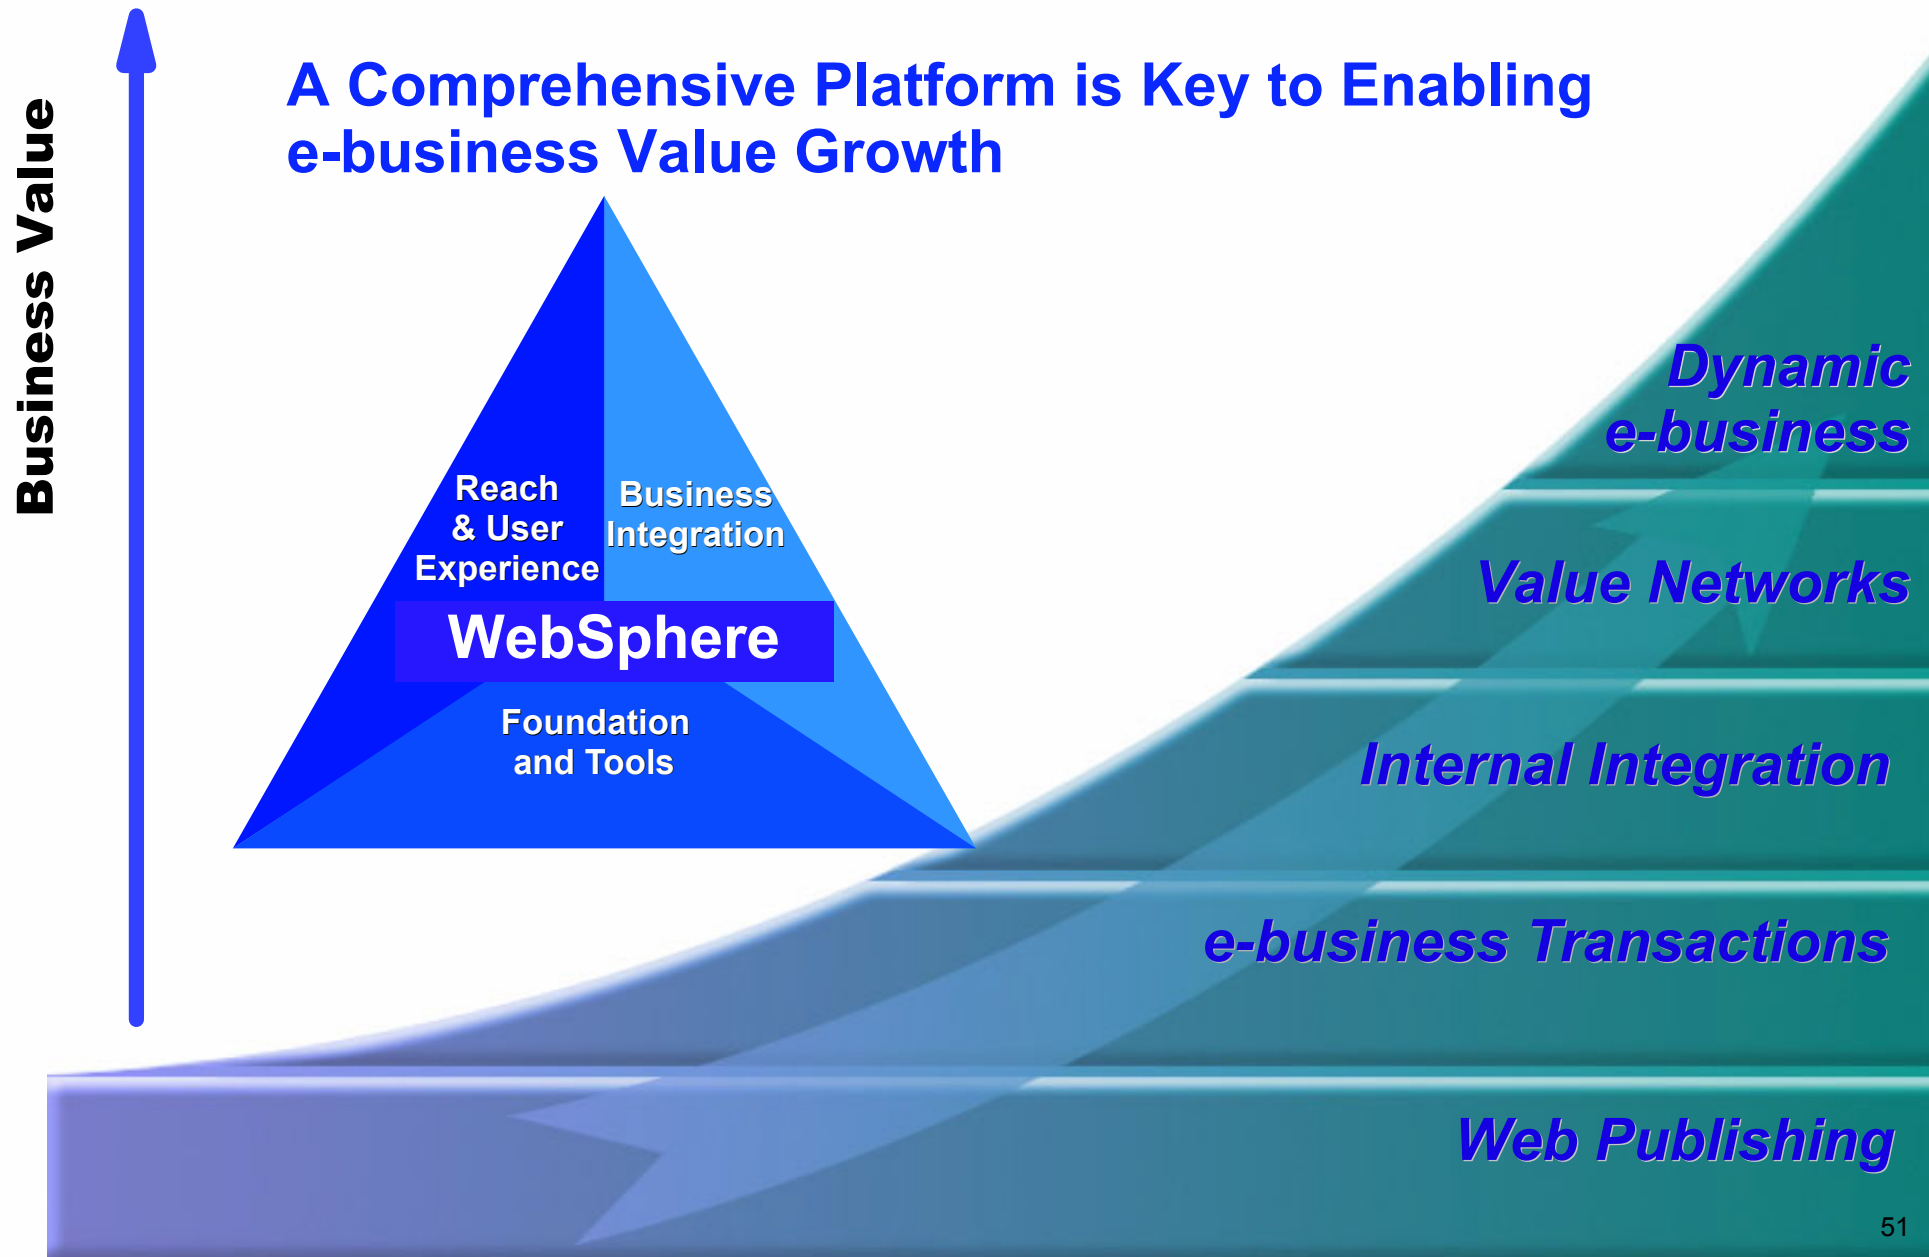 A Comprehensive Platform is Key to Enabling
e-business Value Growth
Business Value
Reach
& User
Experience
Business
Integration
WebSphere
Foundation
and Tools
Dynamic
e-business
Value Networks
Internal Integration
e-business Transactions
Web Publishing
51